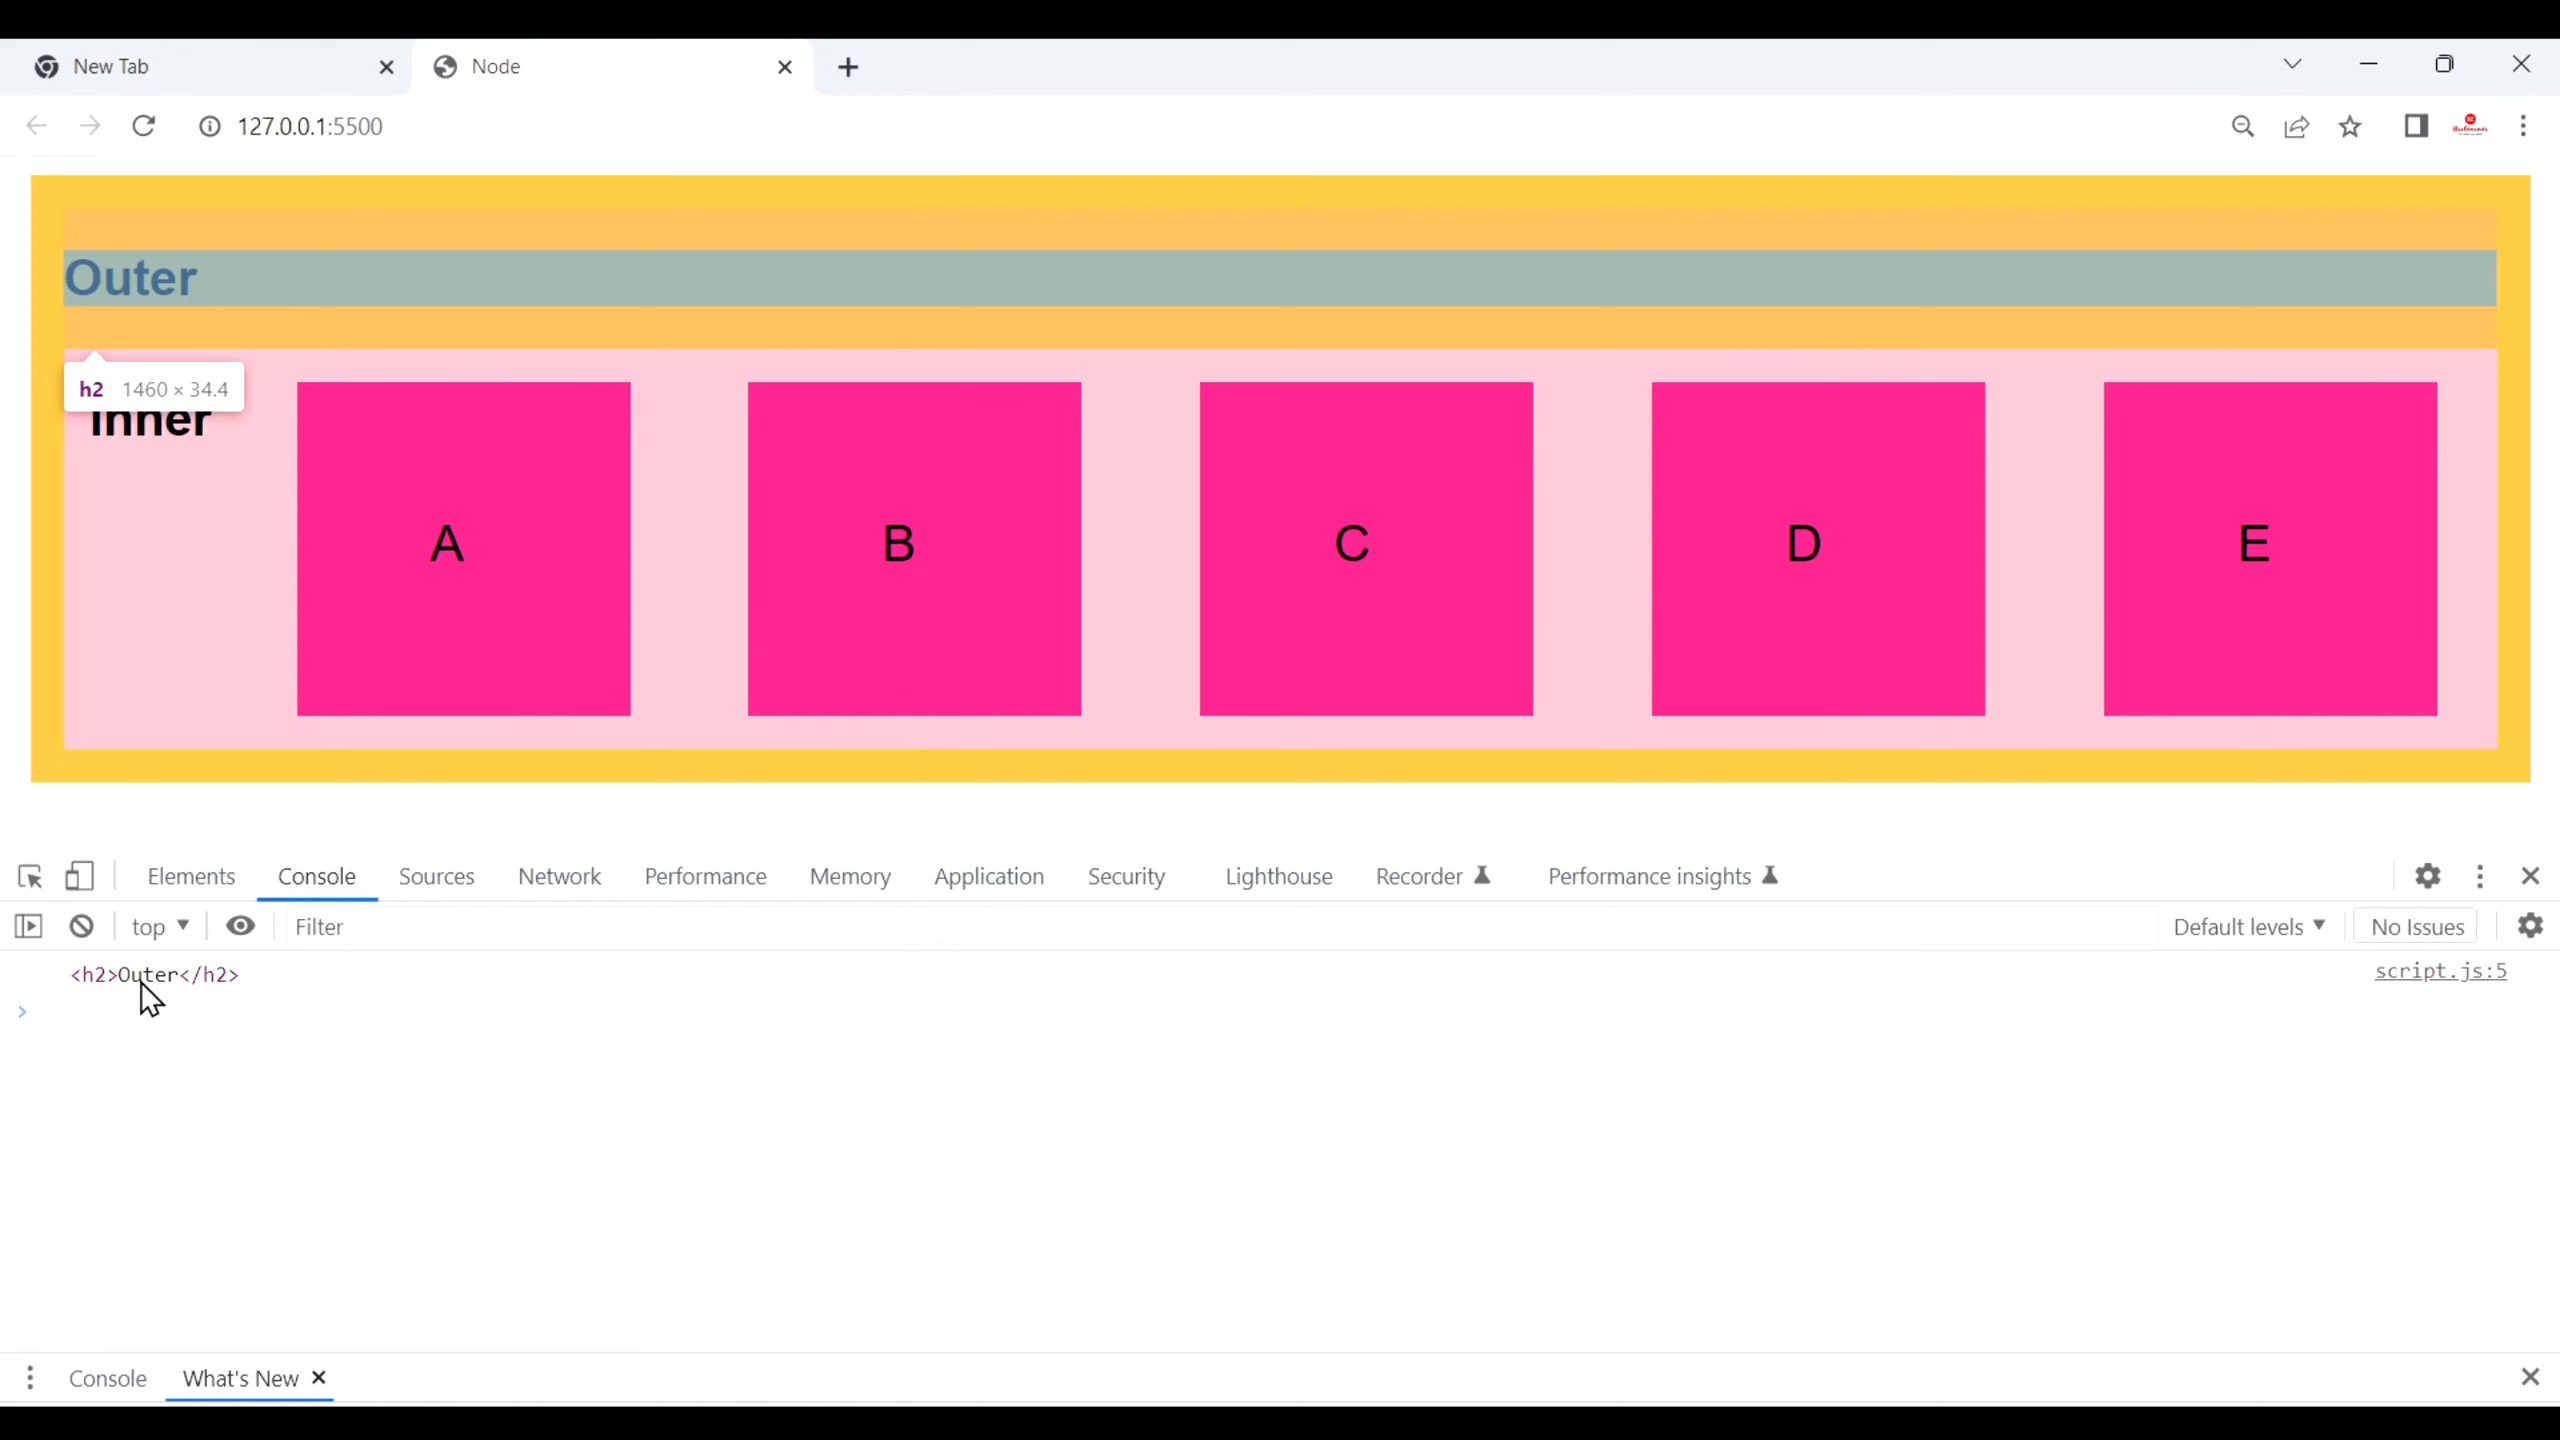 New Tab
Node
127.0.0.1:5500
Outer
h2 1460 × 34.4
Inner
A B C D E
Elements Console Sources Network Performance Memory Application Security Lighthouse Recorder Performance insights
top Filter Default levels No Issues
<h2>Outer</h2> script.js:5
Console What's New